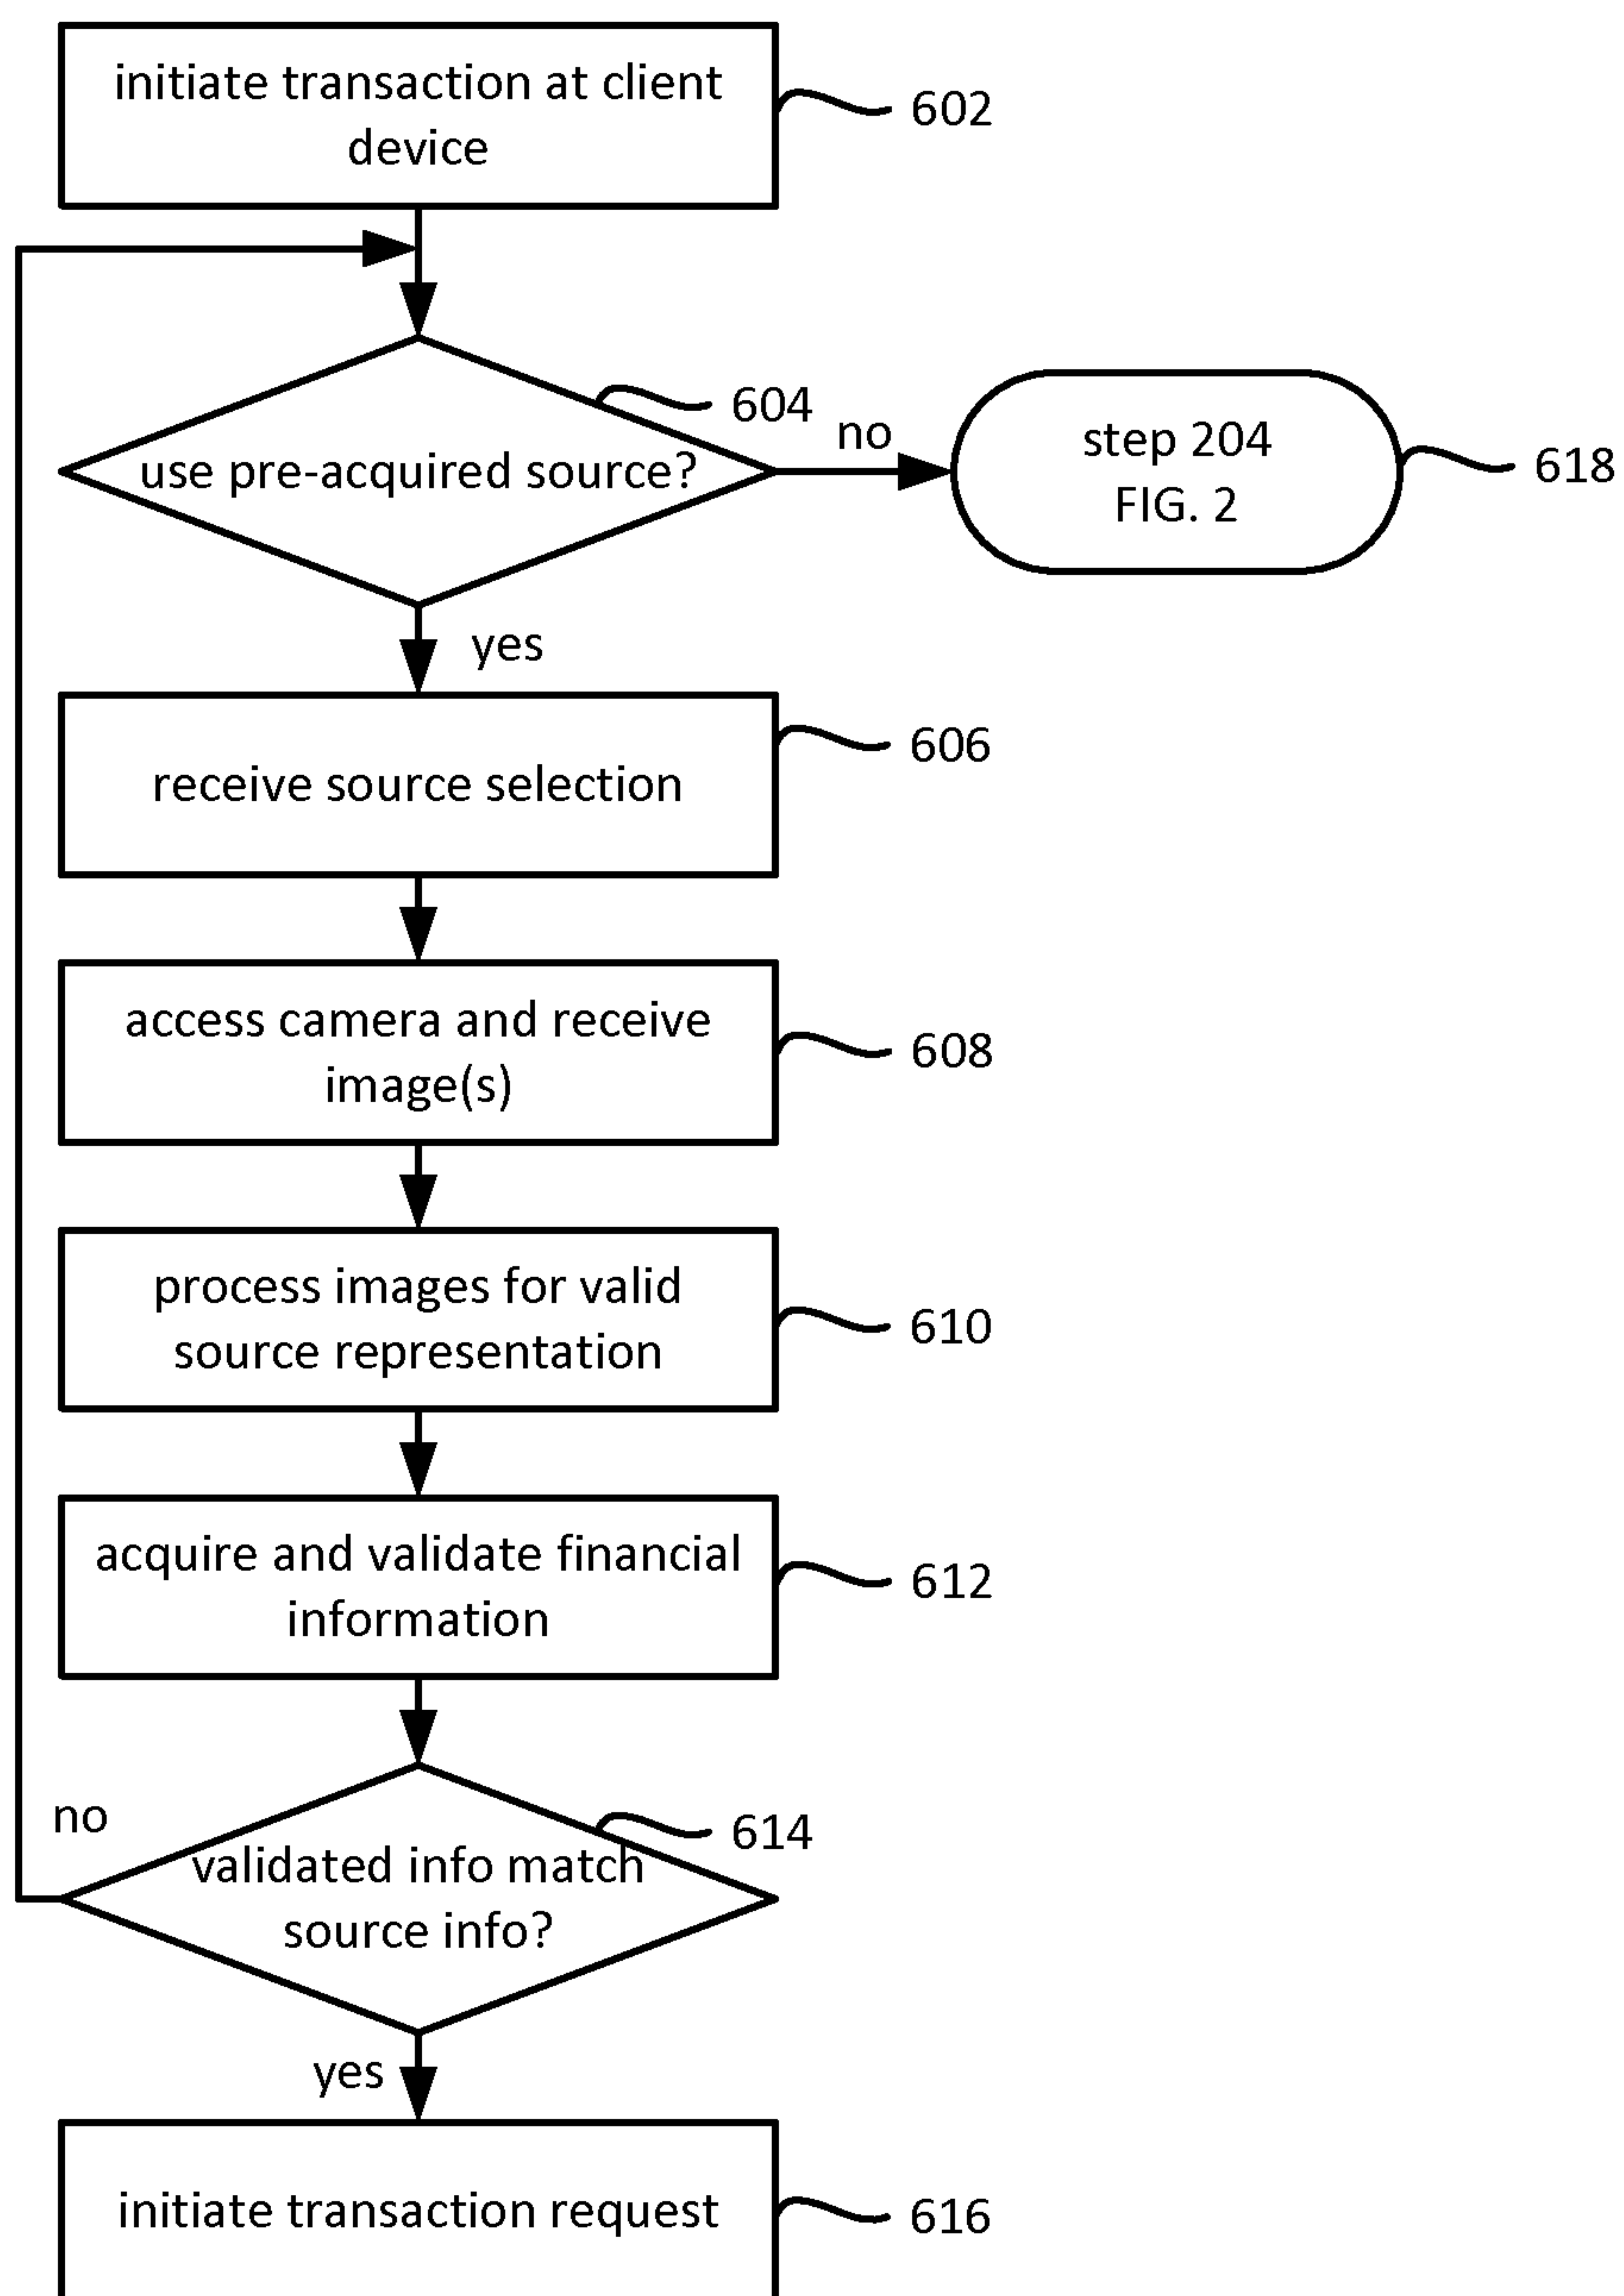 initiate transaction at client
device
602
604
use pre-acquired source?
no
step 204
FIG. 2
618
yes
receive source selection
606
access camera and receive
image(s)
608
process images for valid
source representation
610
acquire and validate financial
information
612
no
614
validated info match
source info?
yes
initiate transaction request
616